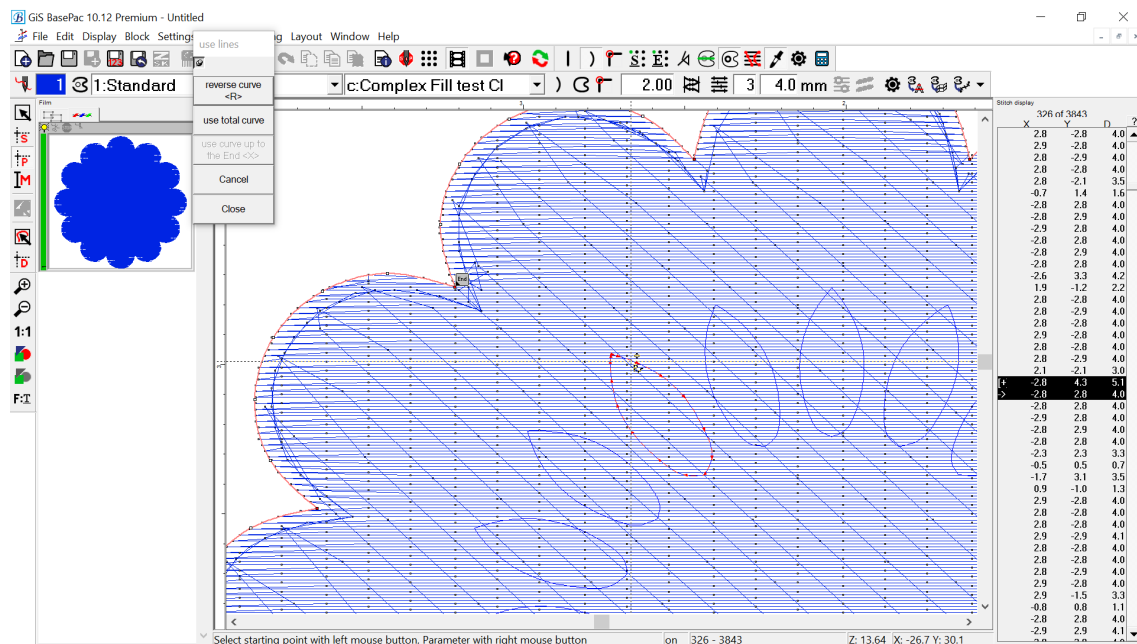 GiS BasePac 10.12 Premium - Untitled
File Edit Display Block Settings Layout Window Help
use lines
reverse curve
<R>
use total curve
use curve up to
the End <X>
Cancel
Close
1 1:Standard c:Complex Fill test Cl 2.00 3 4.0 mm
Film
S
P
M
D
1:1
F:T
End
Stitch display
326 of 3843
X Y D
2.8 -2.8 4.0
2.9 -2.8 4.0
2.8 -2.9 4.0
2.8 -2.8 4.0
2.8 -2.1 3.5
-0.7 1.4 1.6
-2.8 2.8 4.0
-2.8 2.9 4.0
-2.9 2.8 4.0
-2.8 2.8 4.0
-2.8 2.9 4.0
-2.8 2.8 4.0
-2.6 3.3 4.2
1.9 -1.2 2.2
2.8 -2.8 4.0
2.9 -2.8 4.0
2.8 -2.8 4.0
2.9 -2.8 4.0
2.8 -2.8 4.0
2.8 -2.9 4.0
2.1 -2.1 3.0
[+ -2.8 4.3 5.1
-> -2.8 2.8 4.0
-2.8 2.8 4.0
-2.9 2.8 4.0
-2.8 2.9 4.0
-2.8 2.8 4.0
-2.3 2.3 3.3
-0.5 0.5 0.7
-1.7 3.1 3.5
0.9 -1.0 1.3
2.9 -2.8 4.0
2.8 -2.8 4.0
2.8 -2.8 4.0
2.9 -2.9 4.1
2.8 -2.8 4.0
2.8 -2.8 4.0
2.8 -2.9 4.0
2.9 -2.8 4.0
2.9 -1.5 3.3
-0.8 0.8 1.1
-2.8 2.8 4.0
-2.9 2.9 4.1
Select starting point with left mouse button. Parameter with right mouse button on 326 - 3843 Z: 13.64 X: -26.7 Y: 30.1